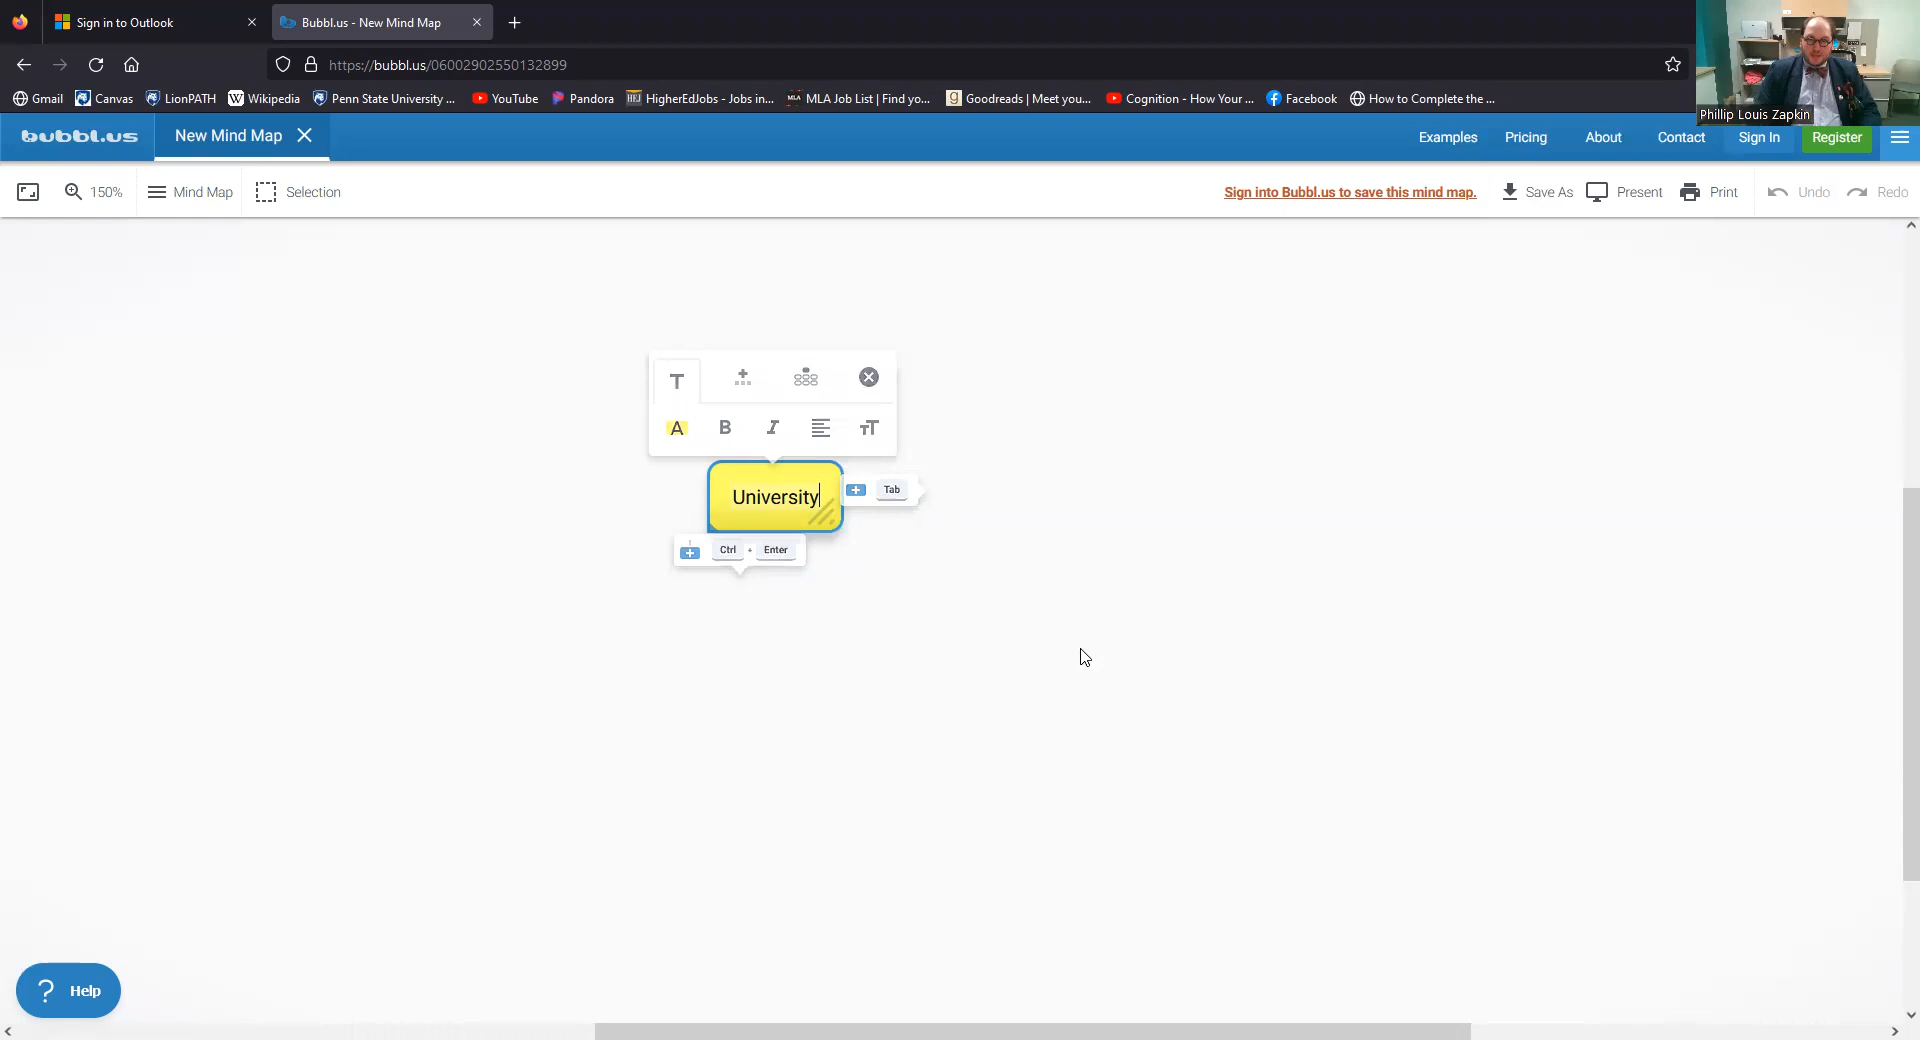 Sign in to Outlook
Bubbl.us - New Mind Map
https://bubbl.us/06002902550132899
Gmail
Canvas
LionPATH
Wikipedia
Penn State University ...
YouTube
Pandora
HigherEdJobs - Jobs in...
MLA Job List | Find yo...
Goodreads | Meet you...
Cognition - How Your ...
Facebook
How to Complete the ...
Phillip Louis Zapkin
bubbl.us
New Mind Map
Examples
Pricing
About
Contact
Sign In
Register
150%
Mind Map
Selection
Sign into Bubbl.us to save this mind map.
Save As
Present
Print
Undo
Redo
T
A B I TT
University
Tab
Ctrl + Enter
? Help